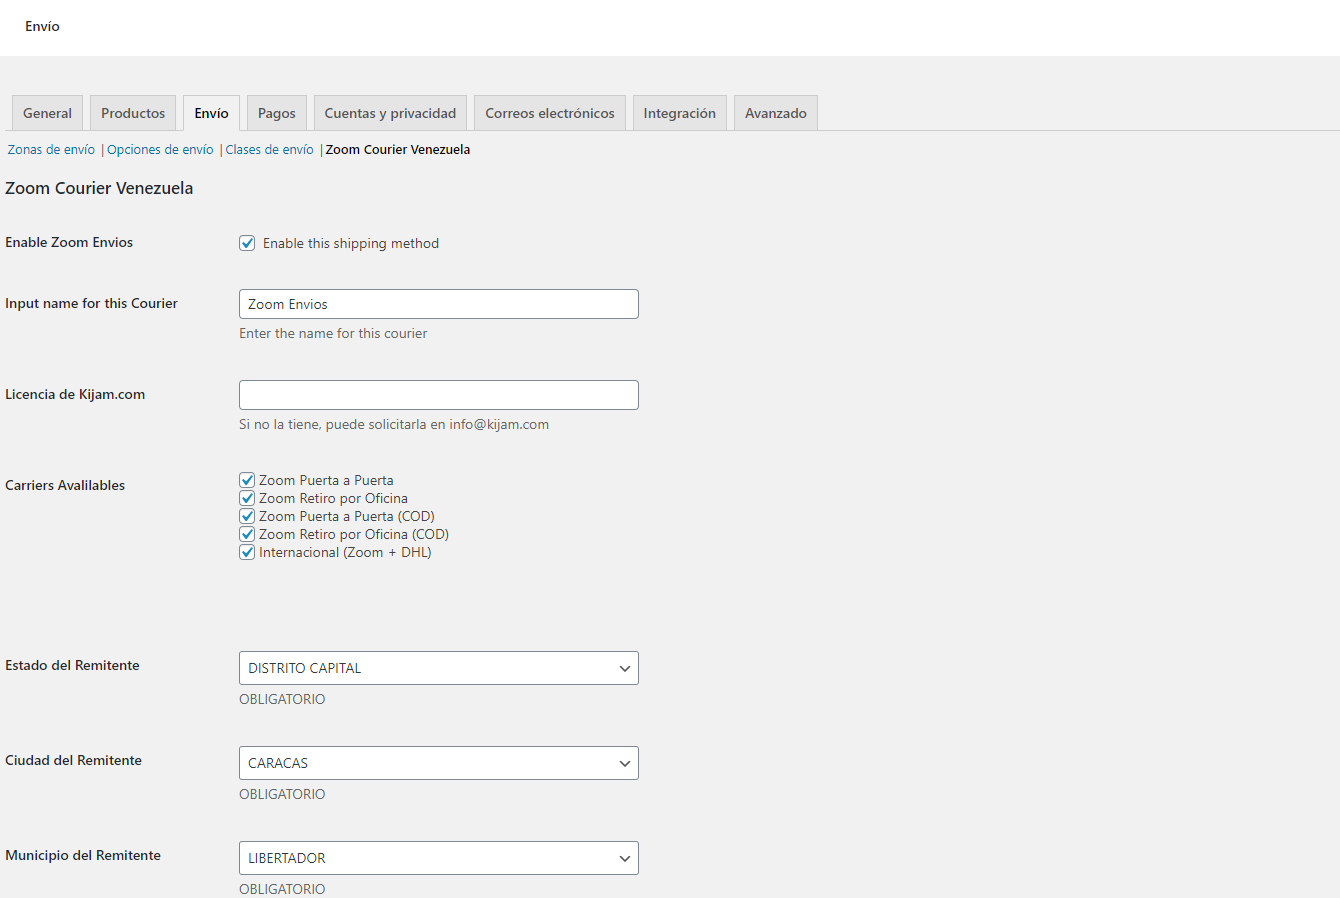 Envío
General Productos Envío Pagos Cuentas y privacidad Correos electrónicos Integración Avanzado
Zonas de envío | Opciones de envío | Clases de envío | Zoom Courier Venezuela
Zoom Courier Venezuela
Enable Zoom Envios Enable this shipping method
Input name for this Courier Zoom Envios
Enter the name for this courier
Licencia de Kijam.com
Si no la tiene, puede solicitarla en info@kijam.com
Carriers Avalilables Zoom Puerta a Puerta
Zoom Retiro por Oficina
Zoom Puerta a Puerta (COD)
Zoom Retiro por Oficina (COD)
Internacional (Zoom + DHL)
Estado del Remitente DISTRITO CAPITAL
OBLIGATORIO
Ciudad del Remitente CARACAS
OBLIGATORIO
Municipio del Remitente LIBERTADOR
OBLIGATORIO